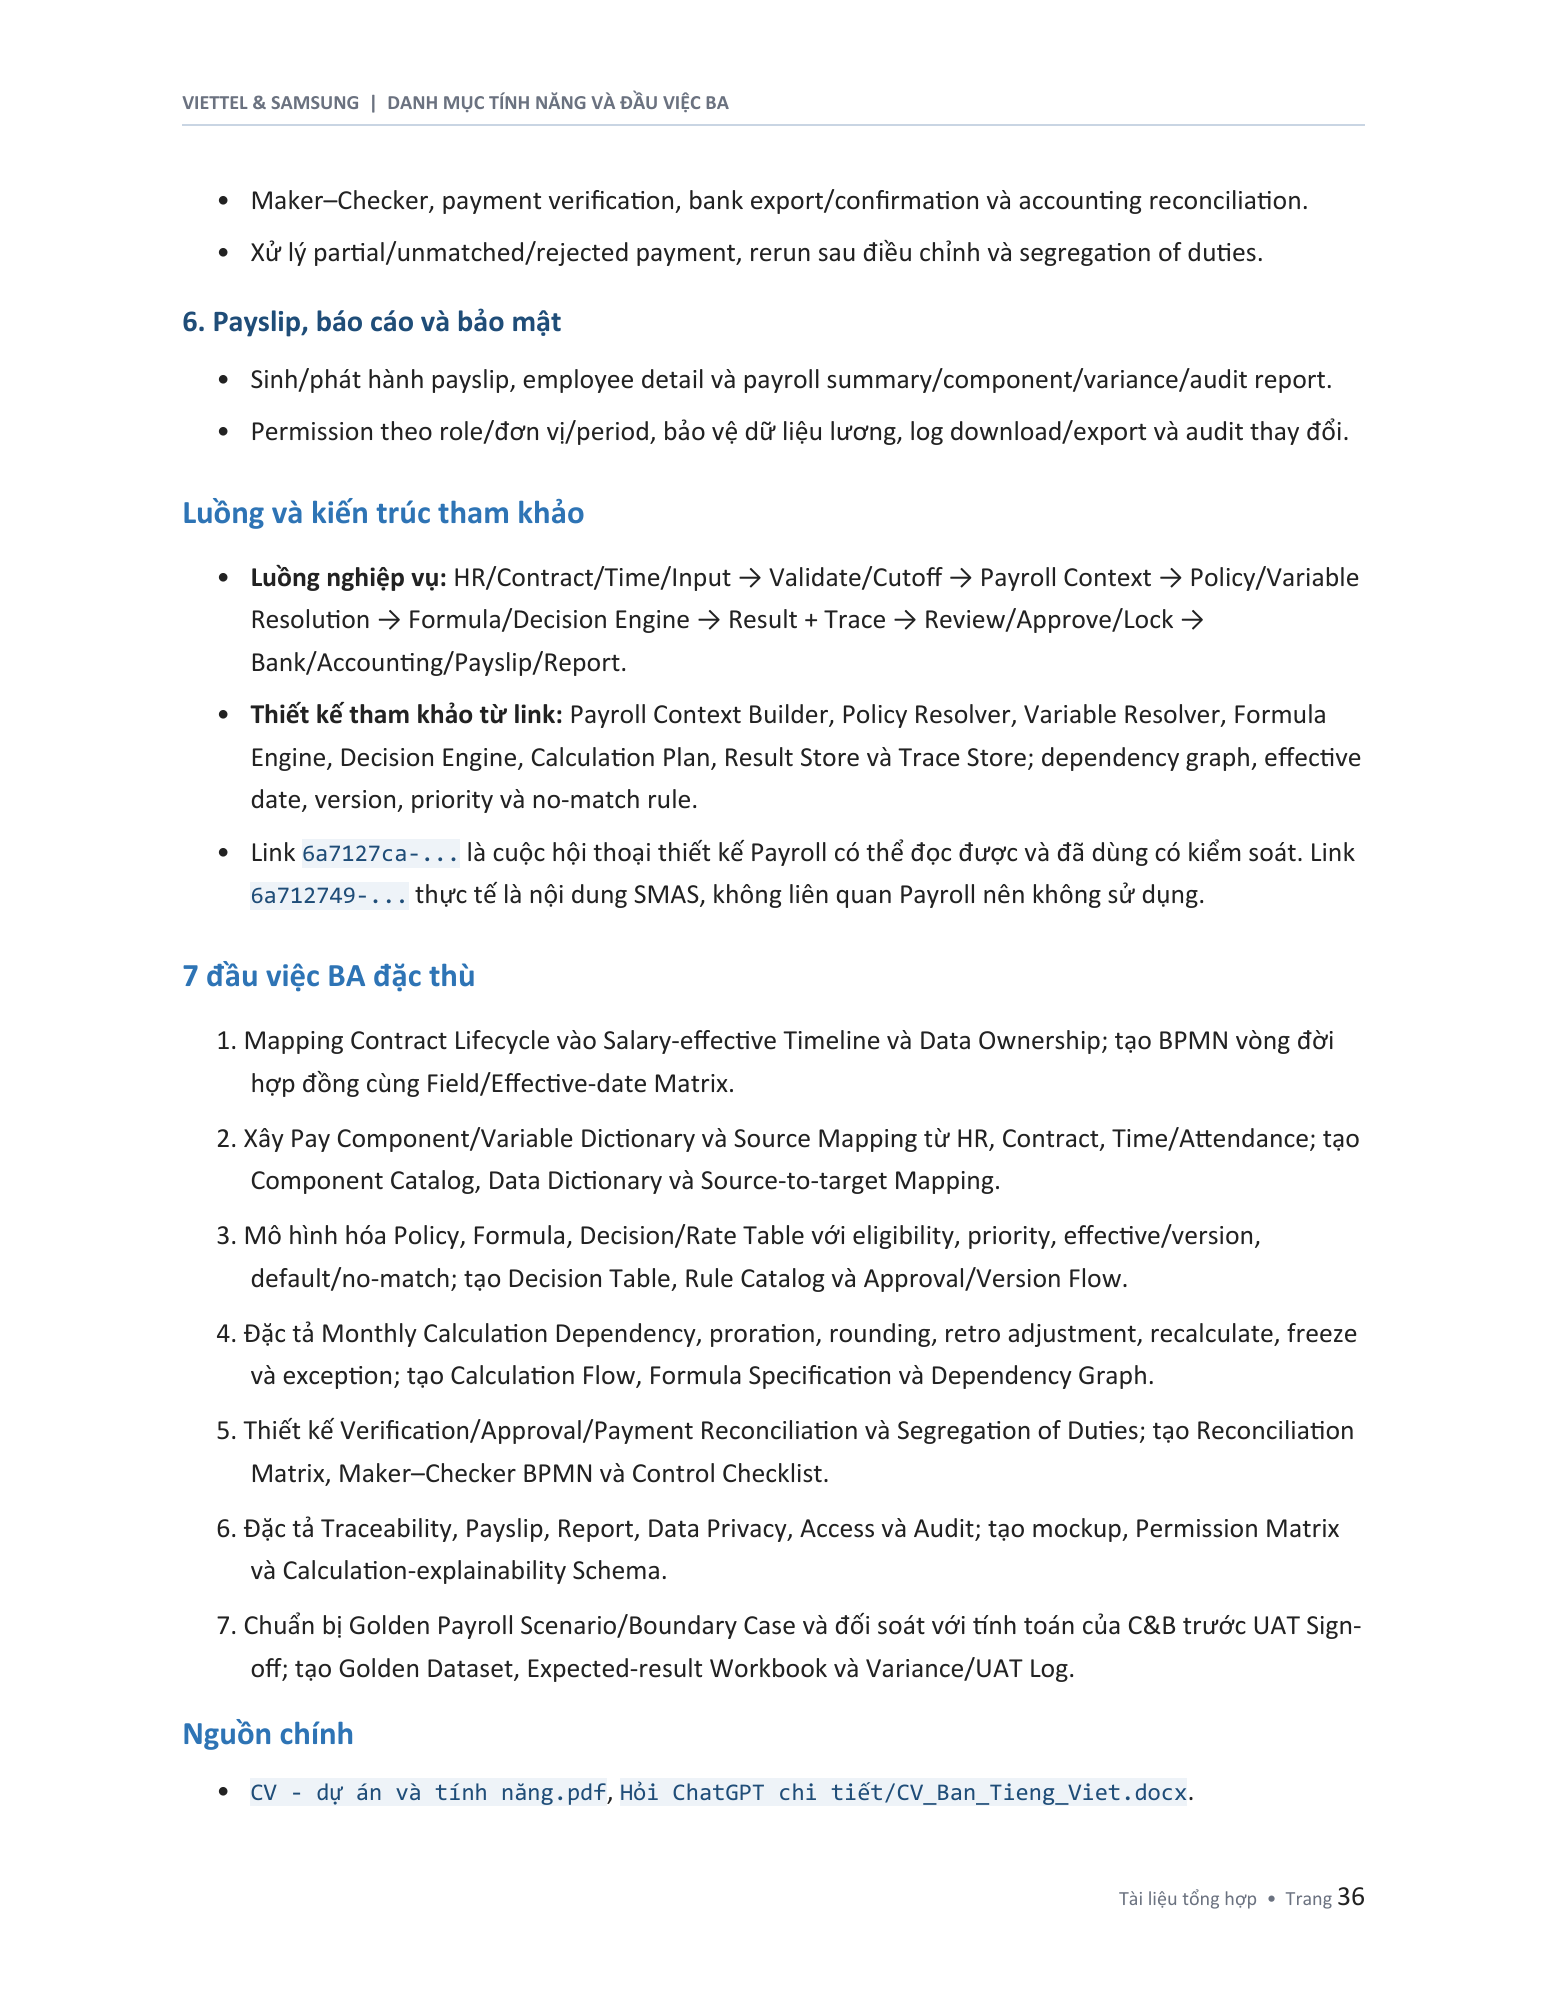 VIETTEL & SAMSUNG | DANH MỤC TÍNH NĂNG VÀ ĐẦU VIỆC BA
• Maker–Checker, payment verification, bank export/confirmation và accounting reconciliation.
• Xử lý partial/unmatched/rejected payment, rerun sau điều chỉnh và segregation of duties.
6. Payslip, báo cáo và bảo mật
• Sinh/phát hành payslip, employee detail và payroll summary/component/variance/audit report.
• Permission theo role/đơn vị/period, bảo vệ dữ liệu lương, log download/export và audit thay đổi.
Luồng và kiến trúc tham khảo
• Luồng nghiệp vụ: HR/Contract/Time/Input → Validate/Cutoff → Payroll Context → Policy/Variable
Resolution → Formula/Decision Engine → Result + Trace → Review/Approve/Lock →
Bank/Accounting/Payslip/Report.
• Thiết kế tham khảo từ link: Payroll Context Builder, Policy Resolver, Variable Resolver, Formula
Engine, Decision Engine, Calculation Plan, Result Store và Trace Store; dependency graph, effective
date, version, priority và no-match rule.
• Link 6a7127ca-... là cuộc hội thoại thiết kế Payroll có thể đọc được và đã dùng có kiểm soát. Link
6a712749-... thực tế là nội dung SMAS, không liên quan Payroll nên không sử dụng.
7 đầu việc BA đặc thù
1. Mapping Contract Lifecycle vào Salary-effective Timeline và Data Ownership; tạo BPMN vòng đời
hợp đồng cùng Field/Effective-date Matrix.
2. Xây Pay Component/Variable Dictionary và Source Mapping từ HR, Contract, Time/Attendance; tạo
Component Catalog, Data Dictionary và Source-to-target Mapping.
3. Mô hình hóa Policy, Formula, Decision/Rate Table với eligibility, priority, effective/version,
default/no-match; tạo Decision Table, Rule Catalog và Approval/Version Flow.
4. Đặc tả Monthly Calculation Dependency, proration, rounding, retro adjustment, recalculate, freeze
và exception; tạo Calculation Flow, Formula Specification và Dependency Graph.
5. Thiết kế Verification/Approval/Payment Reconciliation và Segregation of Duties; tạo Reconciliation
Matrix, Maker–Checker BPMN và Control Checklist.
6. Đặc tả Traceability, Payslip, Report, Data Privacy, Access và Audit; tạo mockup, Permission Matrix
và Calculation-explainability Schema.
7. Chuẩn bị Golden Payroll Scenario/Boundary Case và đối soát với tính toán của C&B trước UAT Sign-
off; tạo Golden Dataset, Expected-result Workbook và Variance/UAT Log.
Nguồn chính
• CV - dự án và tính năng.pdf, Hỏi ChatGPT chi tiết/CV_Ban_Tieng_Viet.docx.
Tài liệu tổng hợp • Trang 36